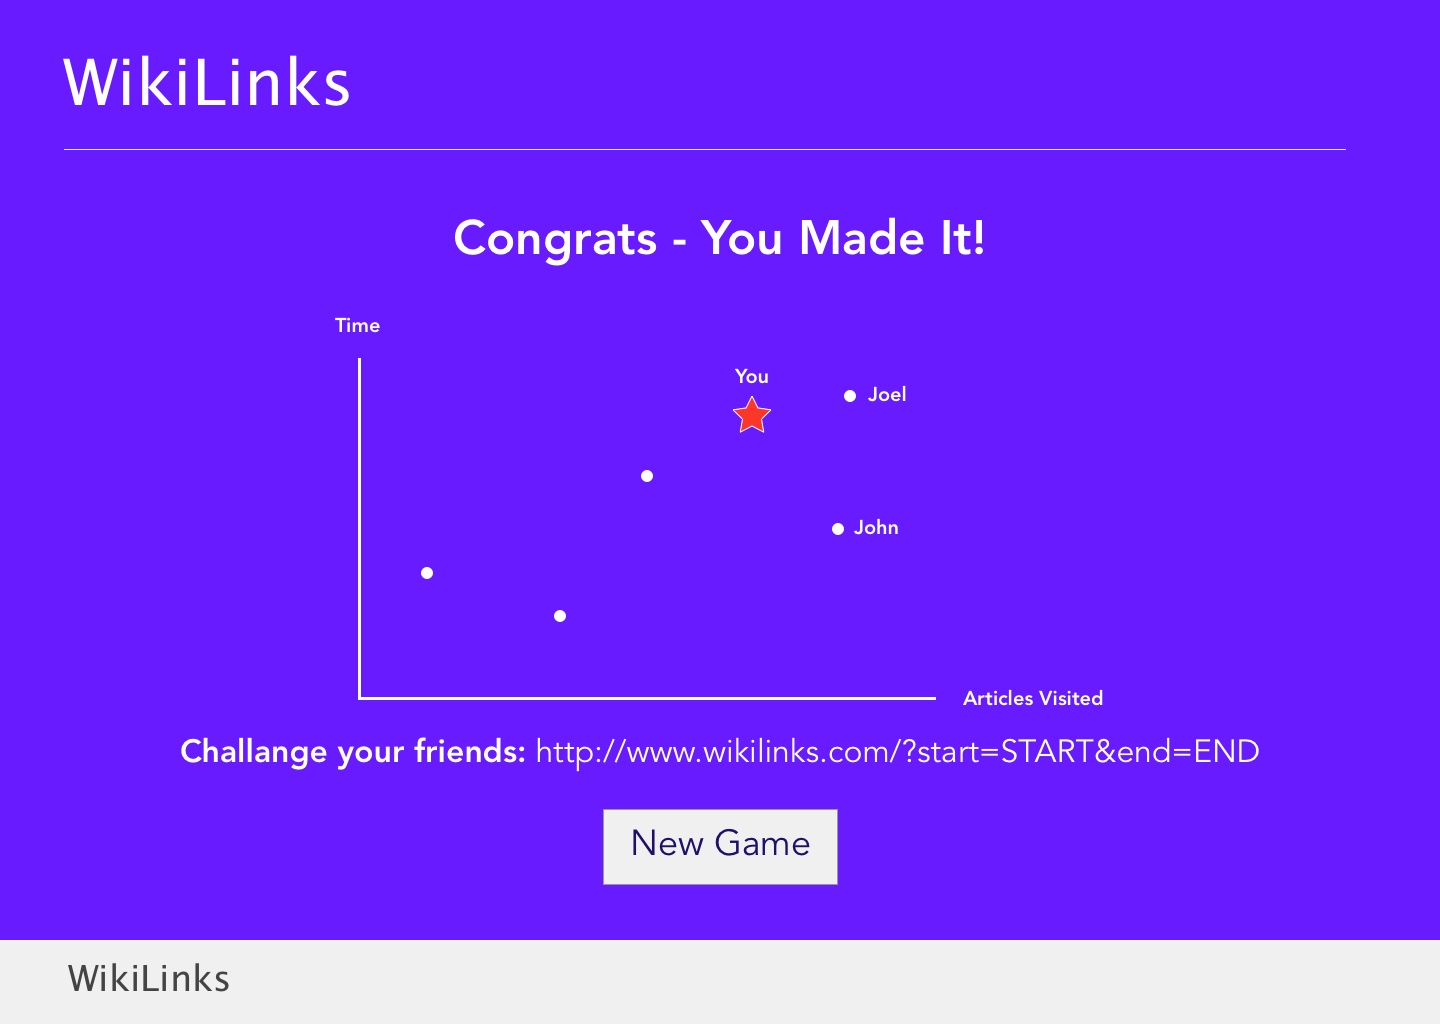 WikiLinks
Congrats - You Made It!
Time
You
Joel
John
Articles Visited
Challange your friends: http://www.wikilinks.com/?start=START&end=END
New Game
WikiLinks